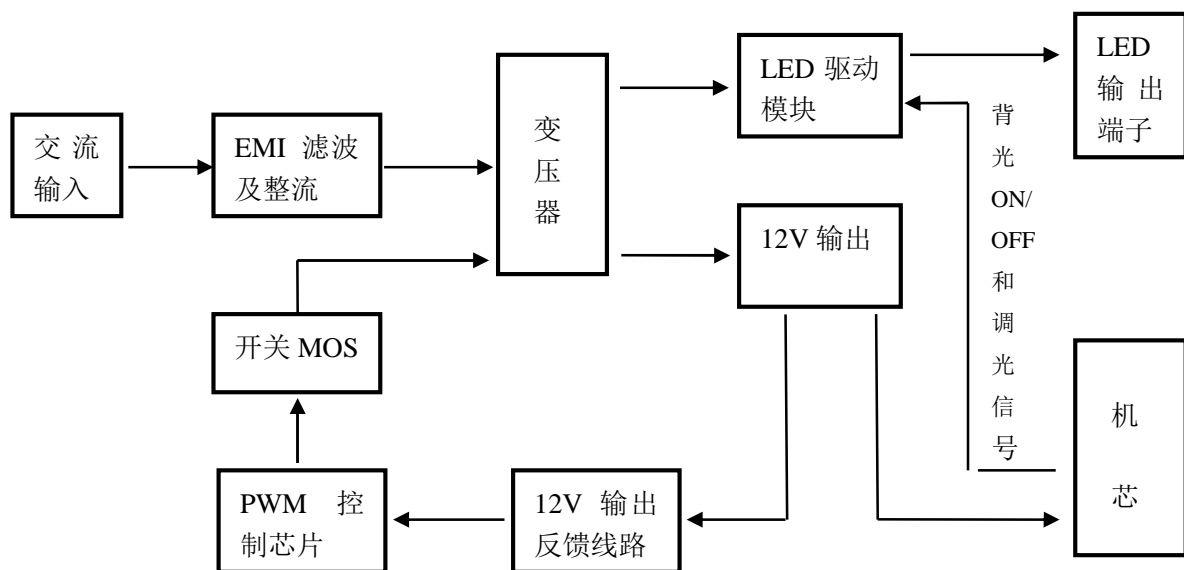 交流
输入
EMI 滤波
及整流
变
压
器
LED 驱动
模块
LED
输出
端子
12V 输出
背
光
ON/
OFF
和
调
光
信
号
开关 MOS
机
芯
PWM 控
制芯片
12V 输出
反馈线路